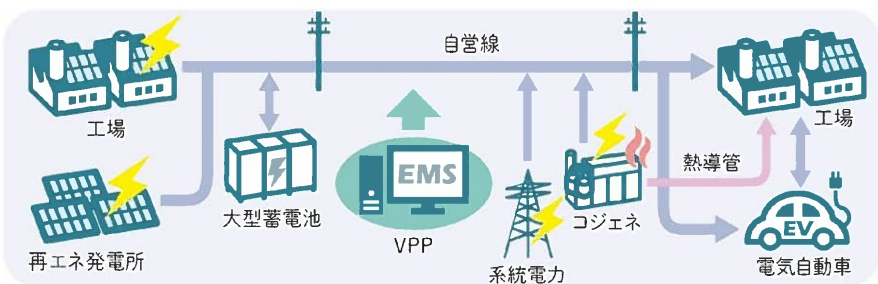 自営線
工場
工場
大型蓄電池
EMS
熱導管
コジェネ
再エネ発電所
VPP
系統電力
EV
電気自動車